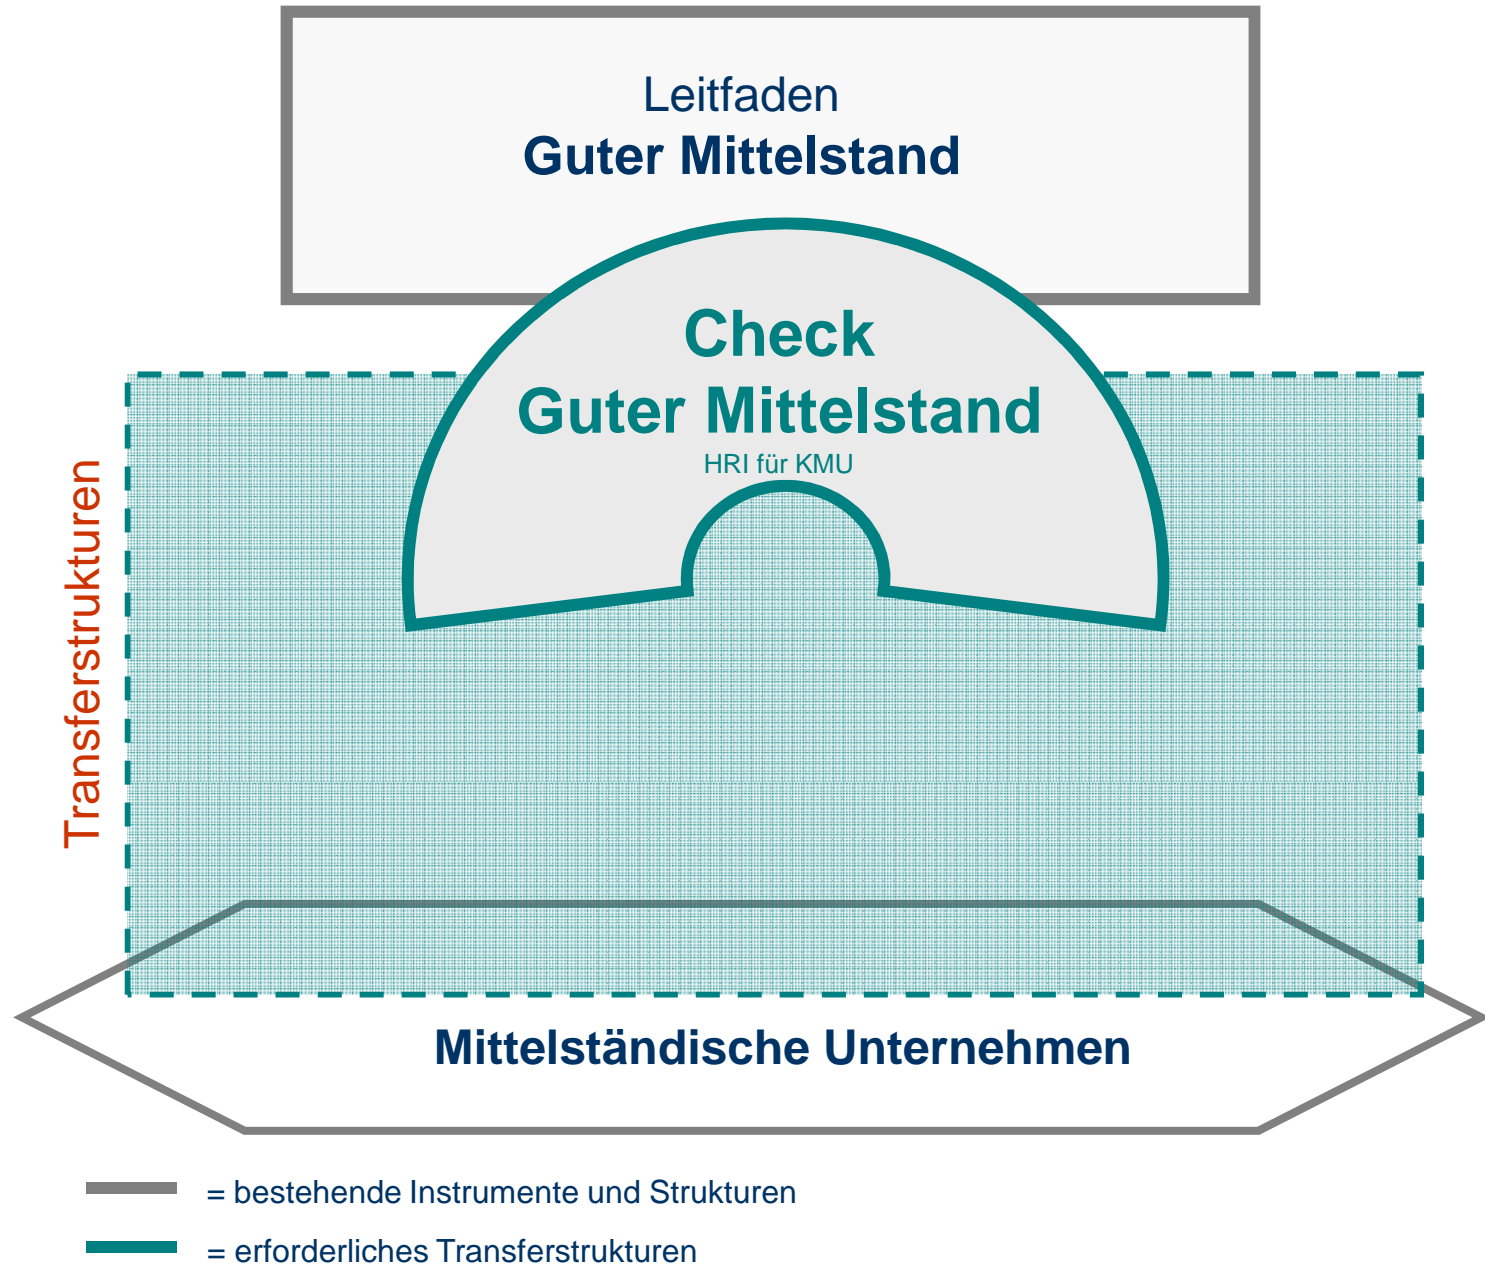 Leitfaden
Guter Mittelstand
Check
Guter Mittelstand
HRI für KMU
Transferstrukturen
Mittelständische Unternehmen
= bestehende Instrumente und Strukturen
= erforderliches Transferstrukturen